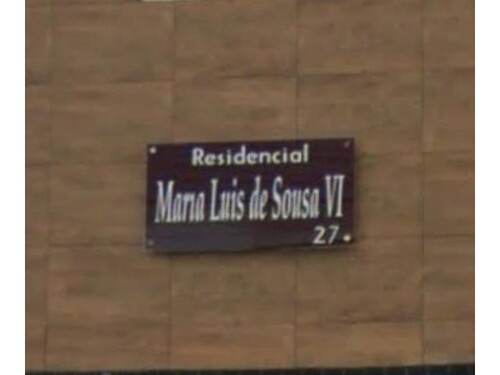 Residencial
Maria Luis de Sousa VI
27